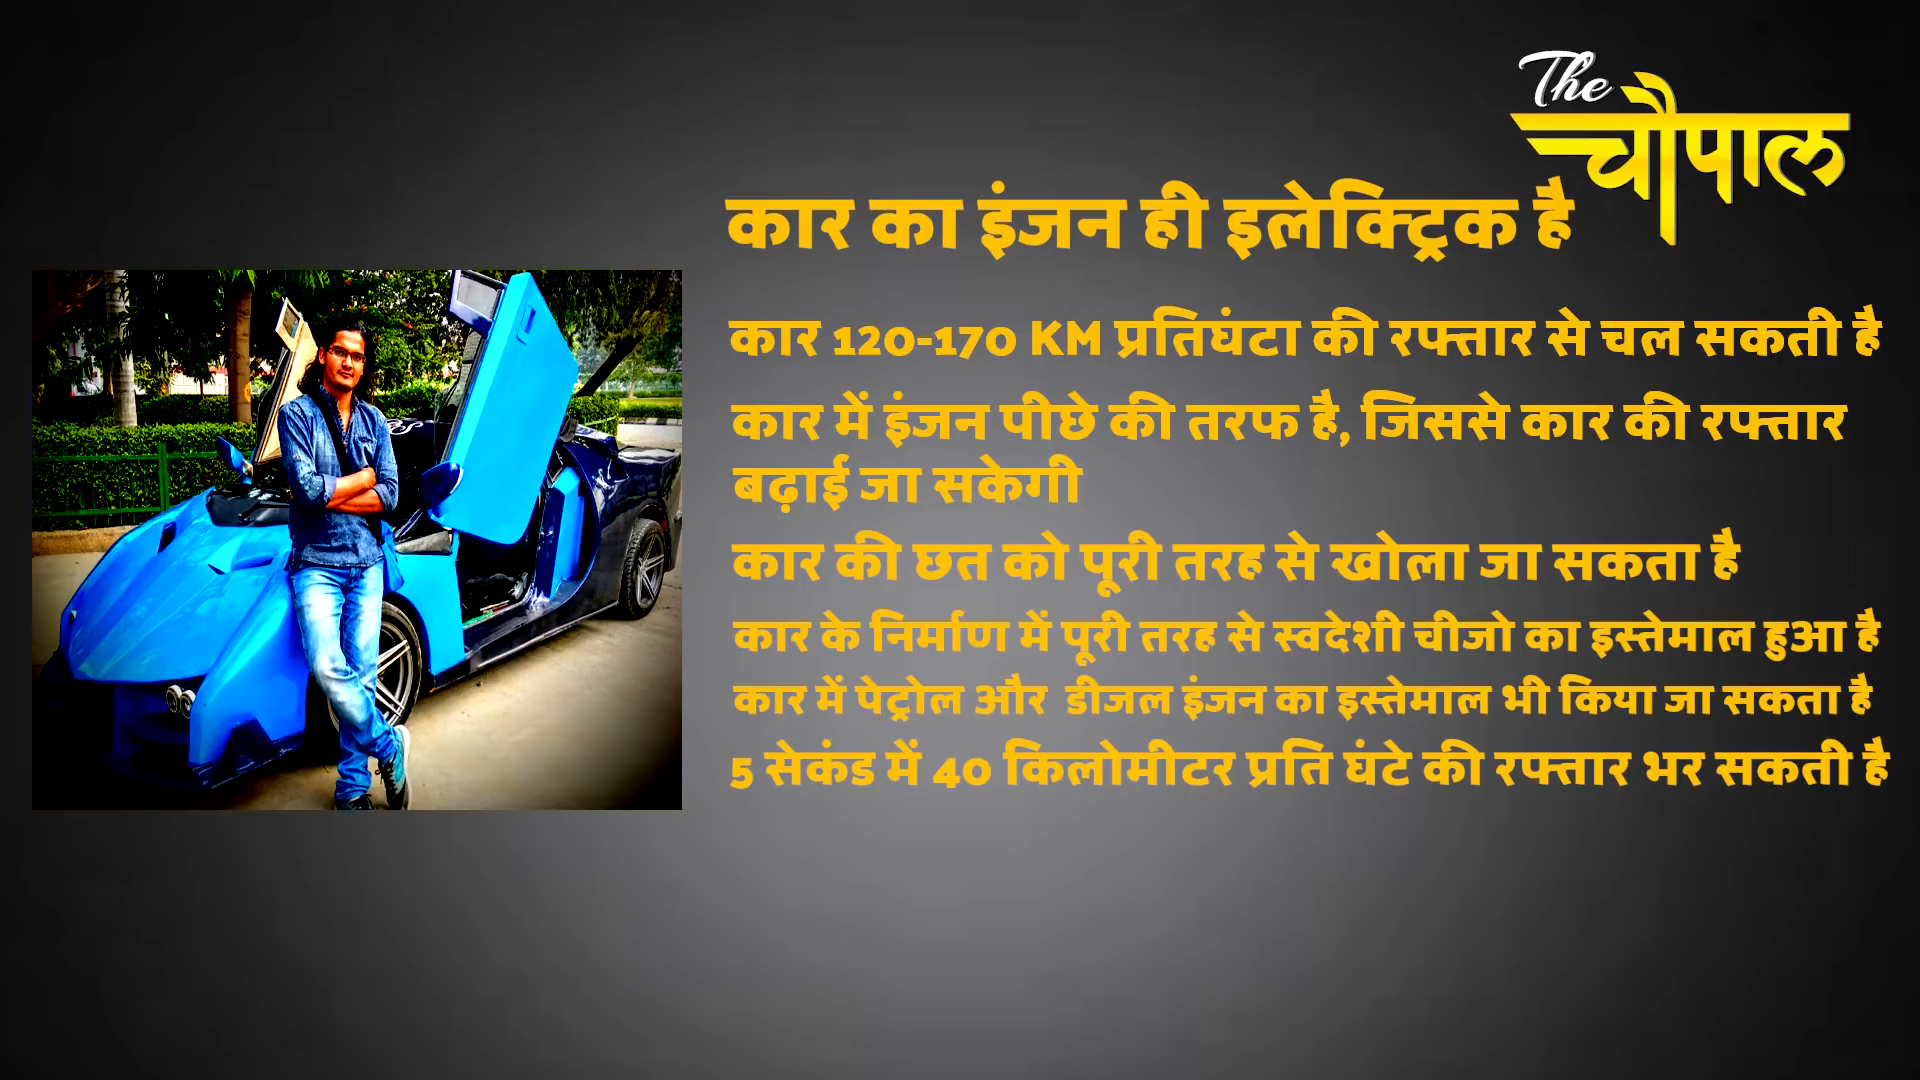 The
चौपाल
कार का इंजन ही इलेक्ट्रिक है
कार 120-170 KM प्रतिघंटा की रफ्तार से चल सकती है
कार में इंजन पीछे की तरफ है, जिससे कार की रफ्तार
बढ़ाई जा सकेगी
कार की छत को पूरी तरह से खोला जा सकता है
कार के निर्माण में पूरी तरह से स्वदेशी चीजो का इस्तेमाल हुआ है
कार में पेट्रोल और डीजल इंजन का इस्तेमाल भी किया जा सकता है
5 सेकंड में 40 किलोमीटर प्रति घंटे की रफ्तार भर सकती है